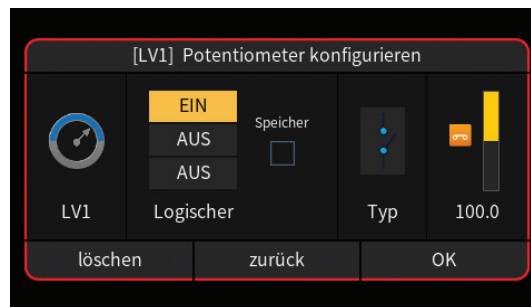 [LV1] Potentiometer konfigurieren
EIN
AUS
AUS
Speicher
LV1
Logischer
Typ
100.0
löschen
zurück
OK